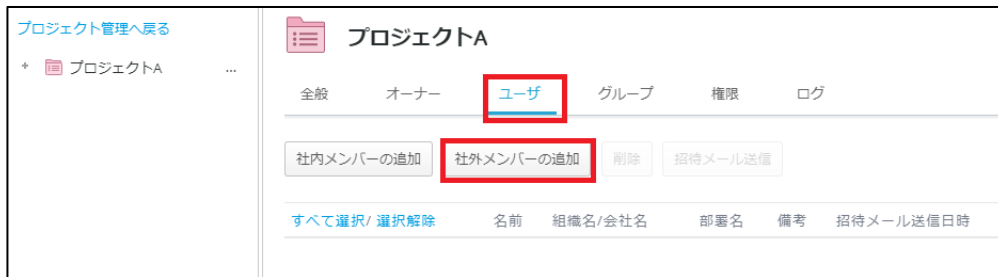 プロジェクト管理へ戻る
プロジェクトA ...
プロジェクトA
全般 オーナー ユーザ グループ 権限 ログ
社内メンバーの追加 社外メンバーの追加 削除 招待メール送信
すべて選択/ 選択解除 名前 組織名/会社名 部署名 備考 招待メール送信日時